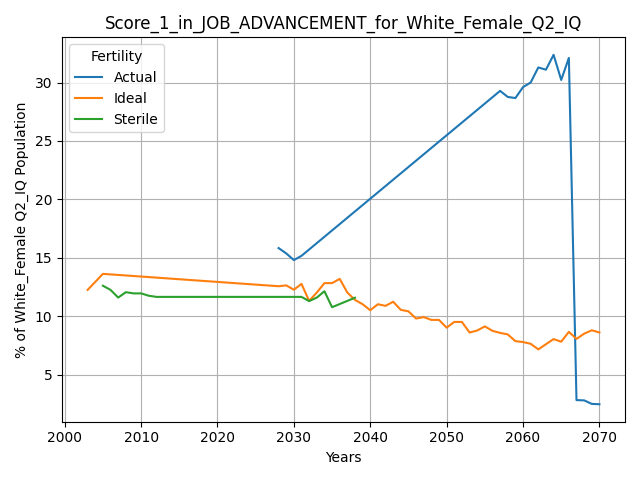 Score_1_in_JOB_ADVANCEMENT_for_White_Female_Q2_IQ
Fertility
Actual
Ideal
Sterile
% of White_Female Q2_IQ Population
30
25
20
15
10
5
2000 2010 2020 2030 2040 2050 2060 2070
Years